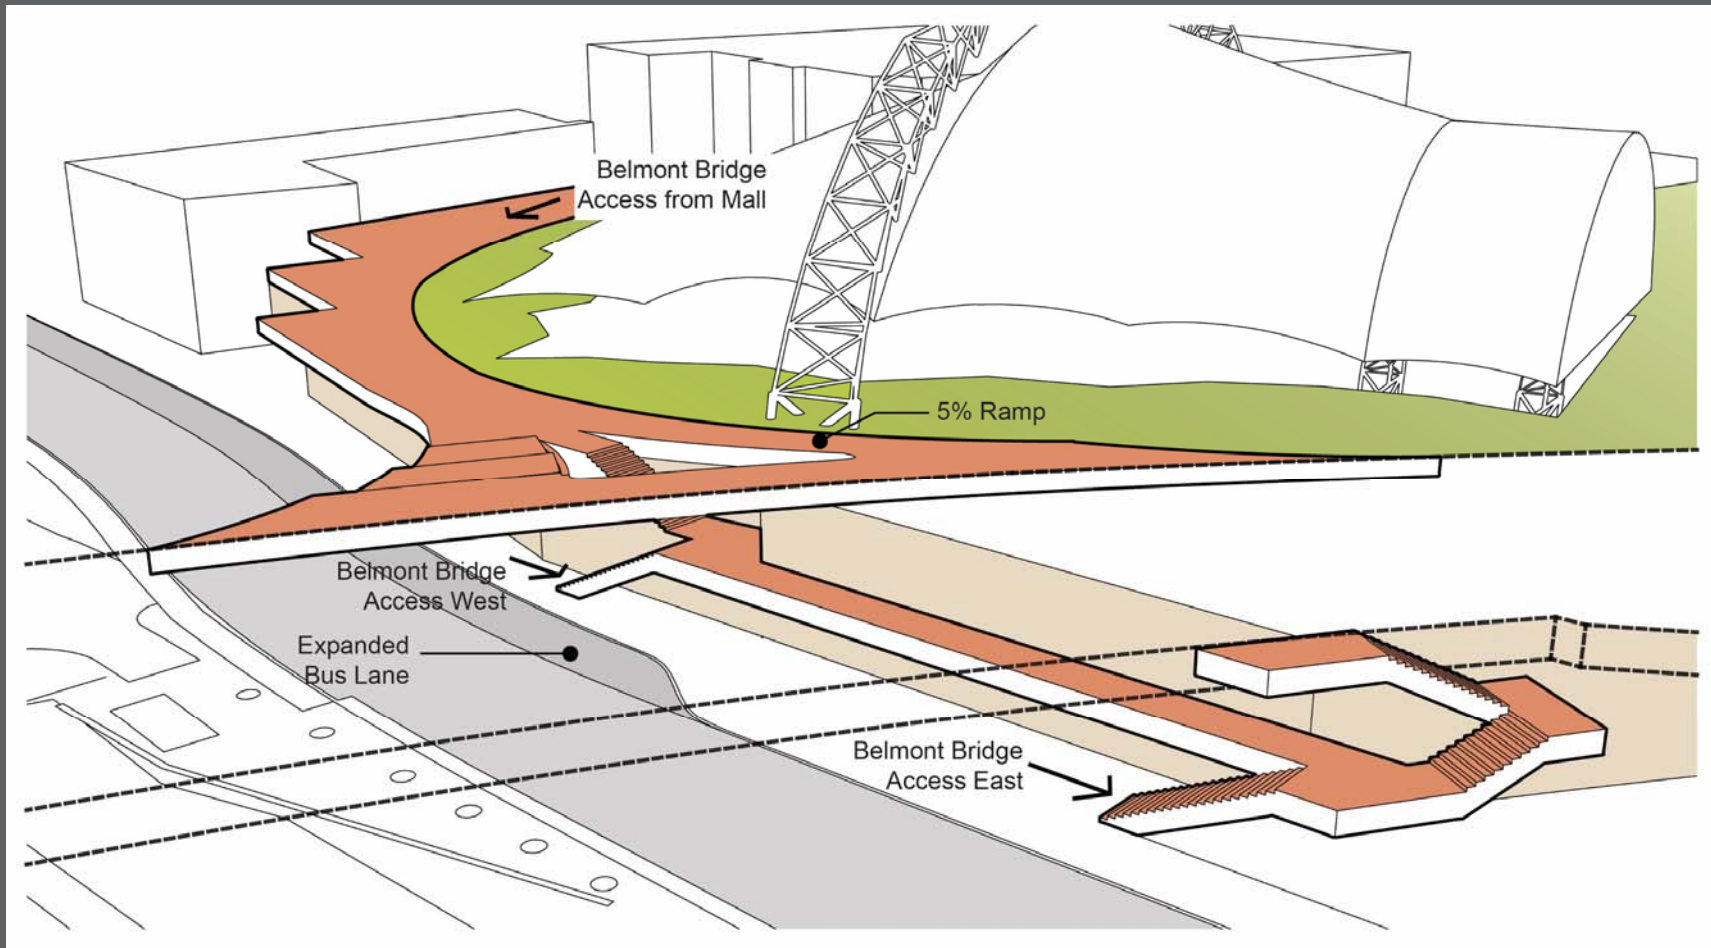 Belmont Bridge
Access from Mall
5% Ramp
Belmont Bridge
Access West
Expanded
Bus Lane
Belmont Bridge
Access East